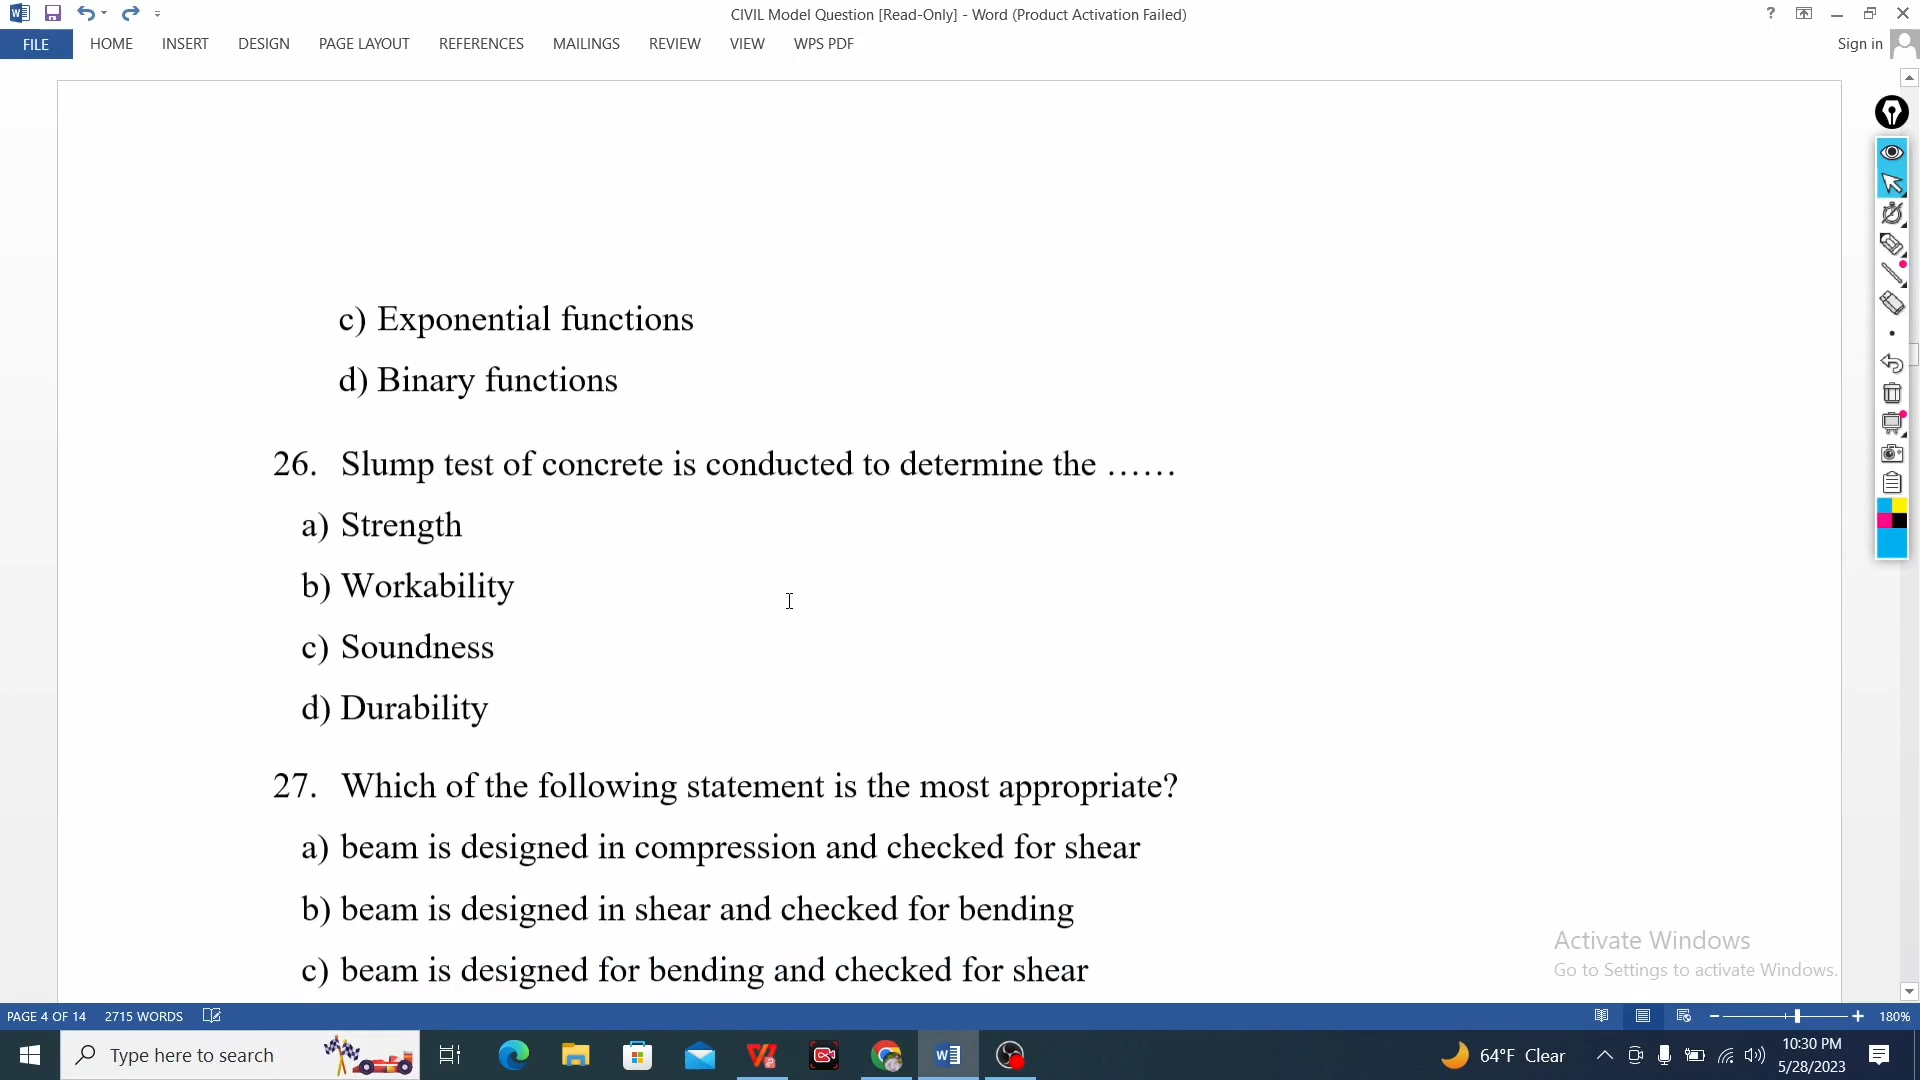 CIVIL Model Question [Read-Only] - Word (Product Activation Failed)
?
FILE HOME INSERT DESIGN PAGE LAYOUT REFERENCES MAILINGS REVIEW VIEW WPS PDF
Sign in
c) Exponential functions
d) Binary functions
26. Slump test of concrete is conducted to determine the ......
a) Strength
b) Workability
c) Soundness
d) Durability
27. Which of the following statement is the most appropriate?
a) beam is designed in compression and checked for shear
b) beam is designed in shear and checked for bending
c) beam is designed for bending and checked for shear
Activate Windows
Go to Settings to activate Windows.
PAGE 4 OF 14 2715 WORDS
180%
Type here to search
64°F Clear
10:30 PM
5/28/2023